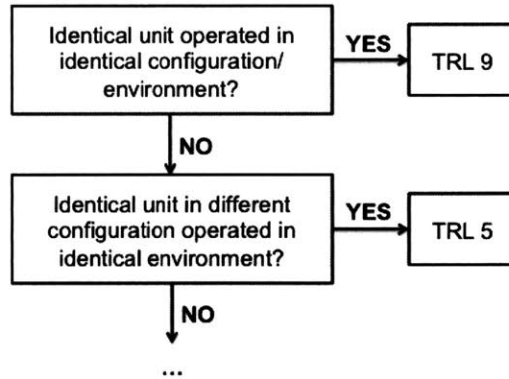 Identical unit operated in
identical configuration/
environment?
YES
TRL 9
NO
Identical unit in different
configuration operated in
identical environment?
YES
TRL 5
NO
...